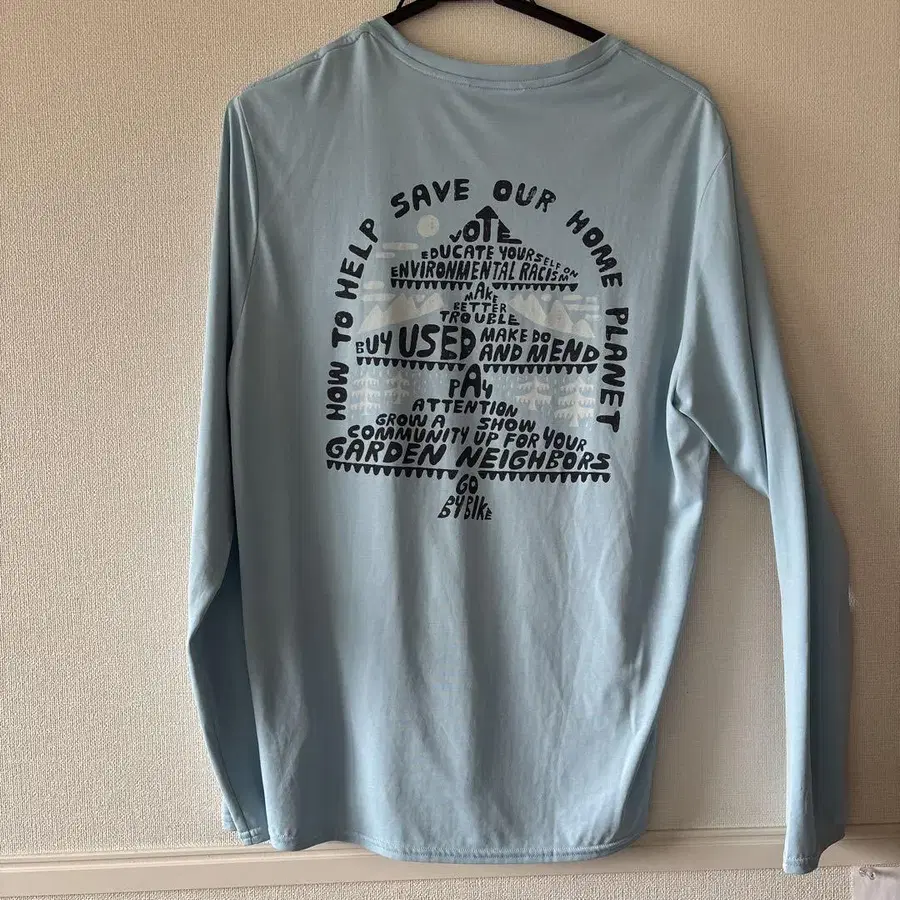 HOW TO HELP SAVE OUR HOME PLANET
VOTE
EDUCATE YOURSELF ON
ENVIRONMENTAL RACISM
MAKE
BETTER
TROUBLE
BUY USED MAKE DO AND MEND
PAY
ATTENTION
GROW A COMMUNITY GARDEN
SHOW UP FOR YOUR NEIGHBORS
GO
BY BIKE